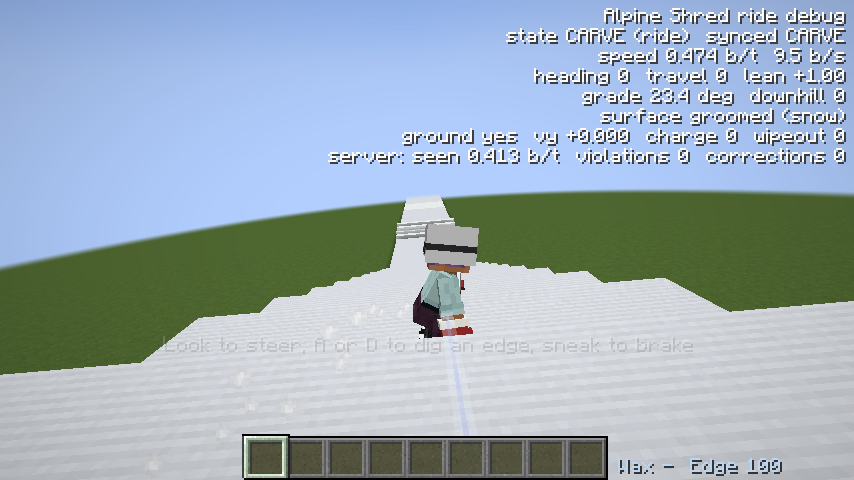 Alpine Shred ride debug
state CARVE (ride) synced CARVE
speed 0.474 b/t 9.5 b/s
heading 0 travel 0 lean +1.00
grade 23.4 deg downhill 0
surface groomed (snow)
ground yes vy +0.000 charge 0 wipeout 0
server: seen 0.413 b/t violations 0 corrections 0
Look to steer, A or D to dig an edge, sneak to brake
Wax - Edge 100